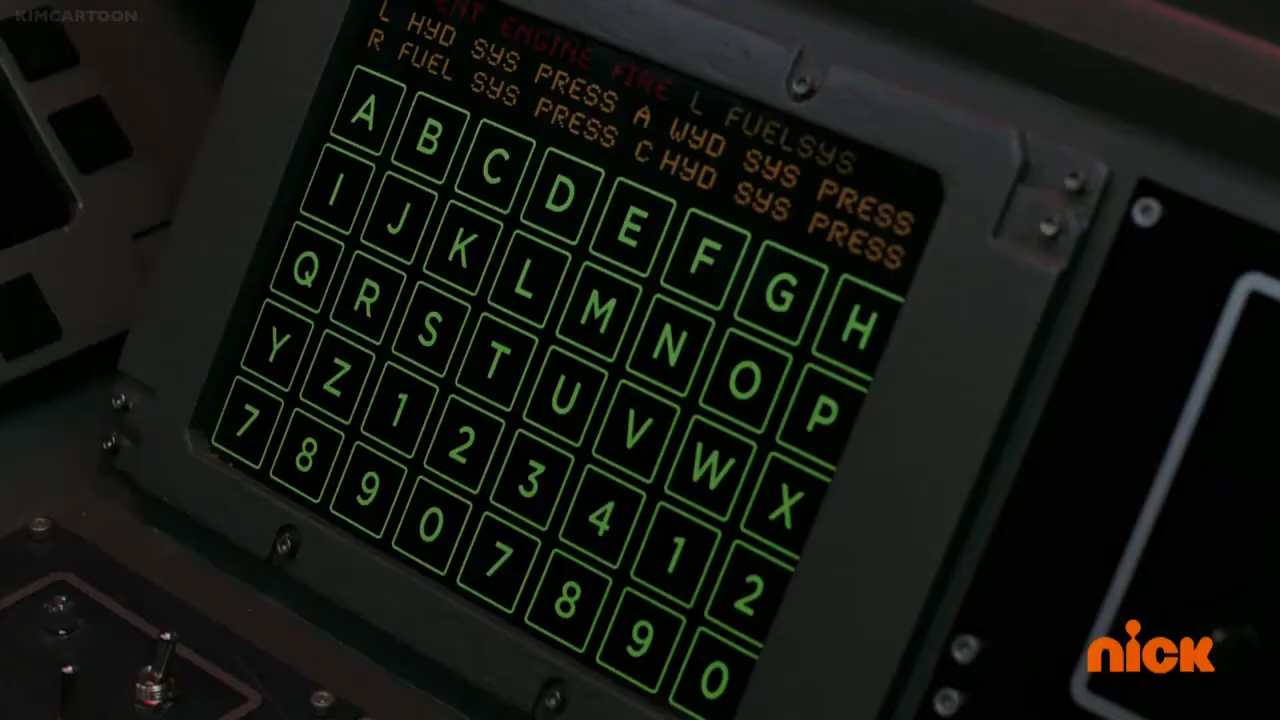 KIMCARTOON
ENT ENGINE FIRE L FUELSYS
L HYD SYS PRESS A WYD SYS PRESS
R FUEL SYS PRESS C HYD SYS PRESS
A B C D E F G H
I J K L M N O P
Q R S T U V W X
Y Z 1 2 3 4 1 2
7 8 9 0 7 8 9 0
nick